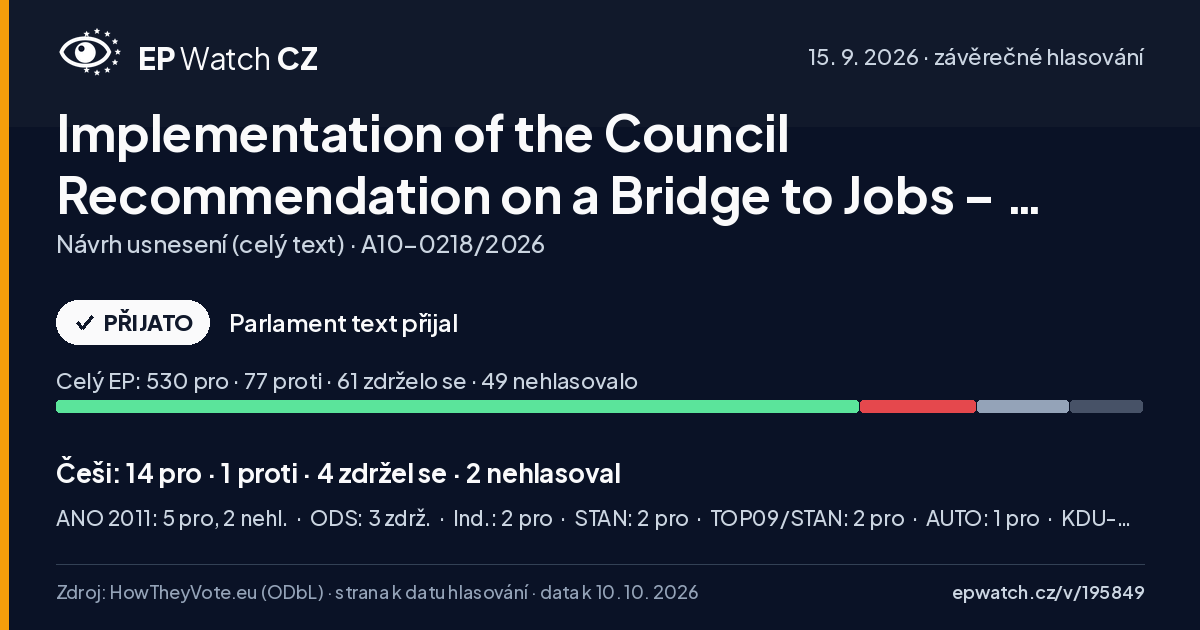 EP Watch CZ
15. 9. 2026 · závěrečné hlasování
Implementation of the Council
Recommendation on a Bridge to Jobs – …
Návrh usnesení (celý text) · A10-0218/2026
✓ PŘIJATO
Parlament text přijal
Celý EP: 530 pro · 77 proti · 61 zdrželo se · 49 nehlasovalo
Češi: 14 pro · 1 proti · 4 zdržel se · 2 nehlasoval
ANO 2011: 5 pro, 2 nehl. · ODS: 3 zdrž. · Ind.: 2 pro · STAN: 2 pro · TOP09/STAN: 2 pro · AUTO: 1 pro · KDU-…
Zdroj: HowTheyVote.eu (ODbL) · strana k datu hlasování · data k 10. 10. 2026
epwatch.cz/v/195849